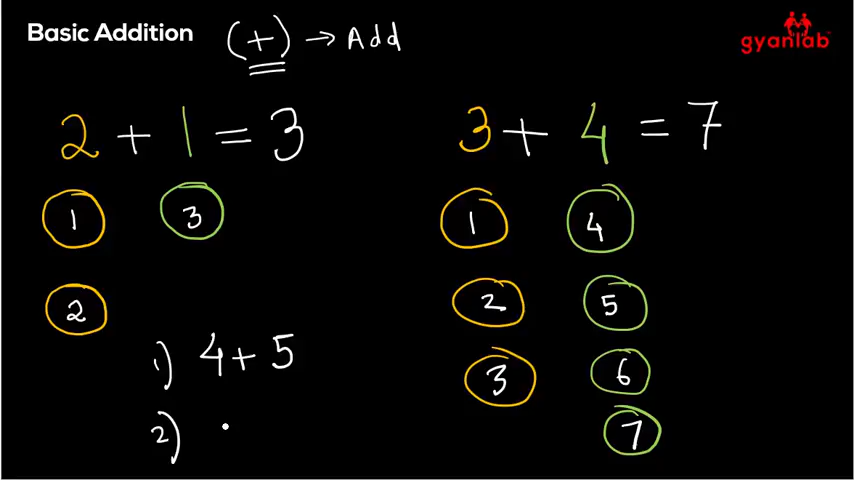 Basic Addition (+) → Add
gyanlab
2 + 1 = 3
3 + 4 = 7
1 3
2
1 4
2 5
3 6
7
1) 4 + 5
2)